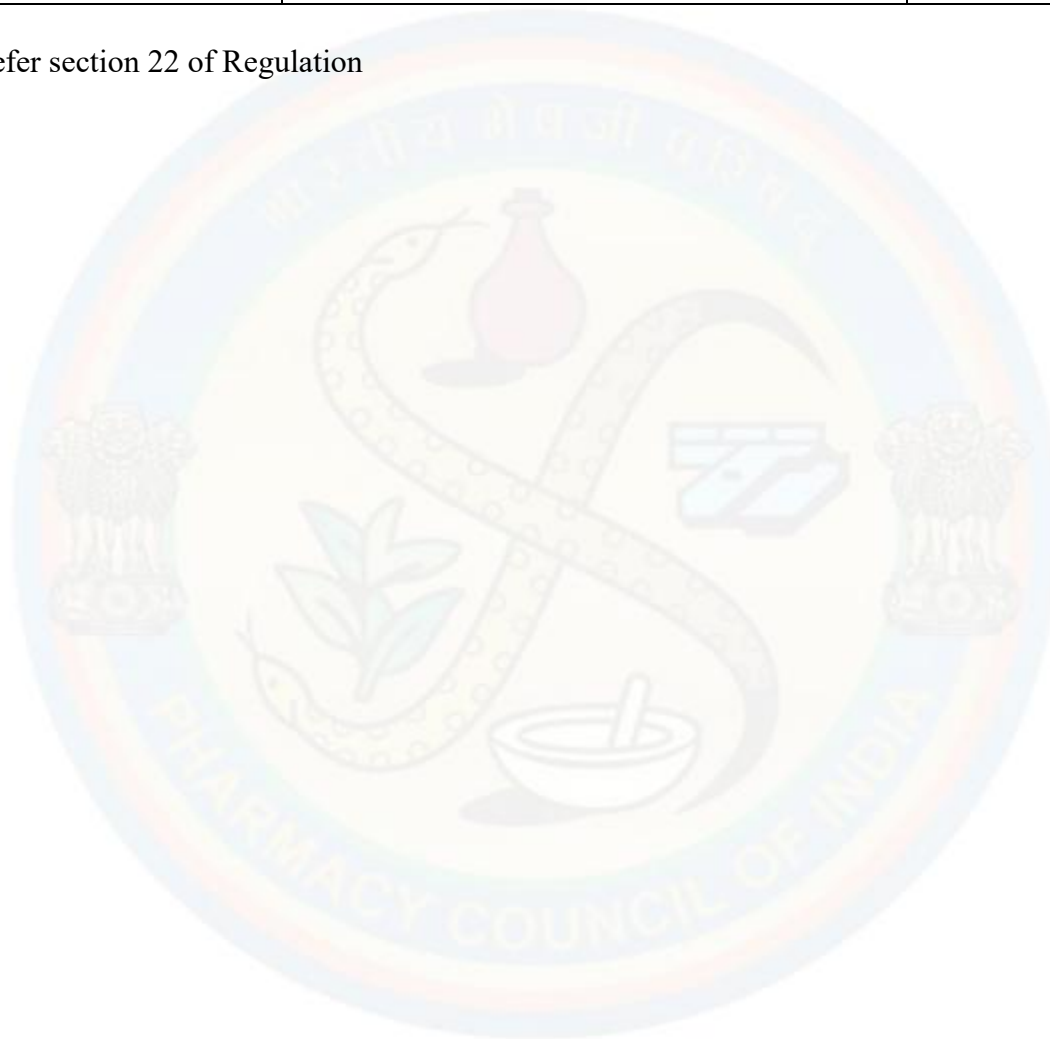 efer section 22 of Regulation
PHARMACY COUNCIL OF INDIA